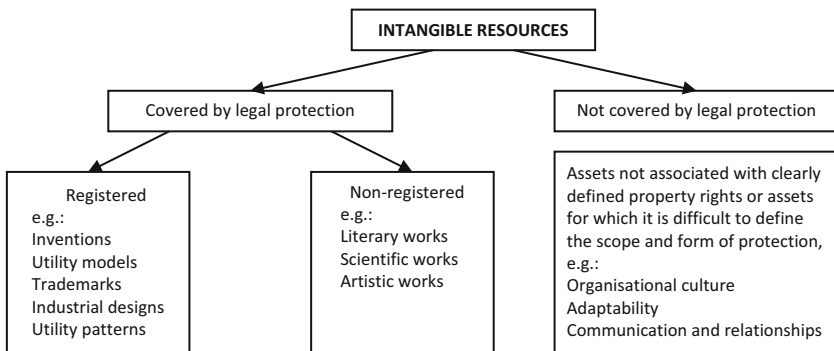 INTANGIBLE RESOURCES
Covered by legal protection
Not covered by legal protection
Registered
e.g.:
Inventions
Utility models
Trademarks
Industrial designs
Utility patterns
Non-registered
e.g.:
Literary works
Scientific works
Artistic works
Assets not associated with clearly
defined property rights or assets
for which it is difficult to define
the scope and form of protection,
e.g.:
Organisational culture
Adaptability
Communication and relationships